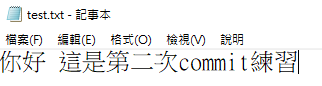 test.txt - 記事本
檔案(F) 編輯(E) 格式(O) 檢視(V) 說明
你好 這是第二次commit練習